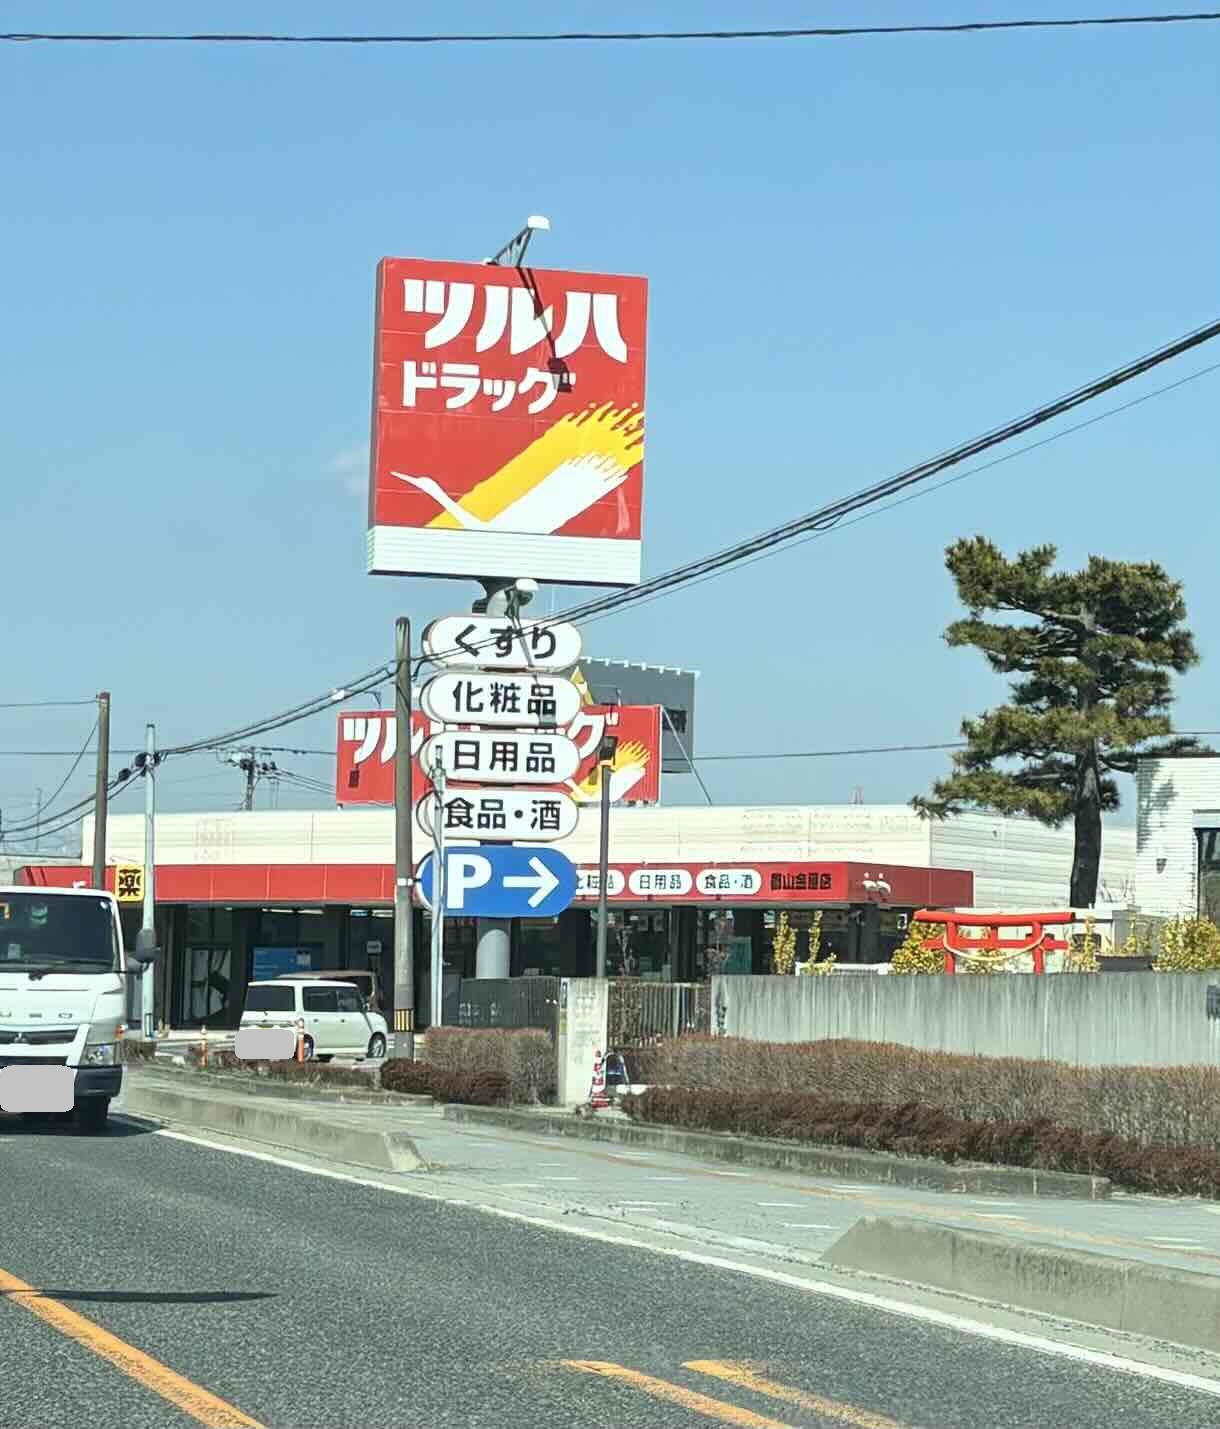 ツルハ
ドラッグ
くすり
化粧品
日用品
食品・酒
P→
薬
化粧品
日用品
食品・酒